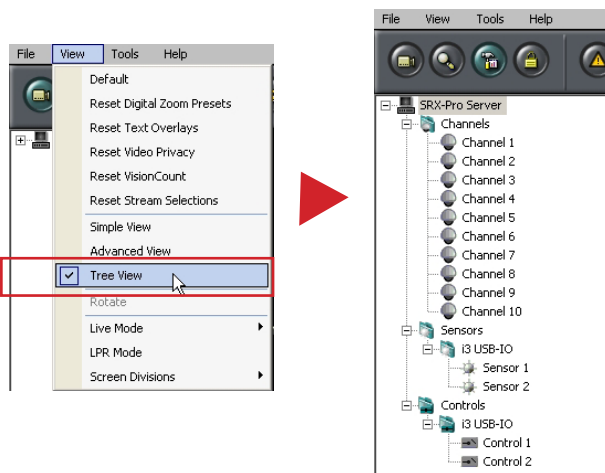 File View Tools Help
Default
Reset Digital Zoom Presets
Reset Text Overlays
Reset Video Privacy
Reset VisionCount
Reset Stream Selections
Simple View
Advanced View
Tree View
Rotate
Live Mode
LPR Mode
Screen Divisions
File View Tools Help
SRX-Pro Server
Channels
Channel 1
Channel 2
Channel 3
Channel 4
Channel 5
Channel 6
Channel 7
Channel 8
Channel 9
Channel 10
Sensors
i3 USB-IO
Sensor 1
Sensor 2
Controls
i3 USB-IO
Control 1
Control 2